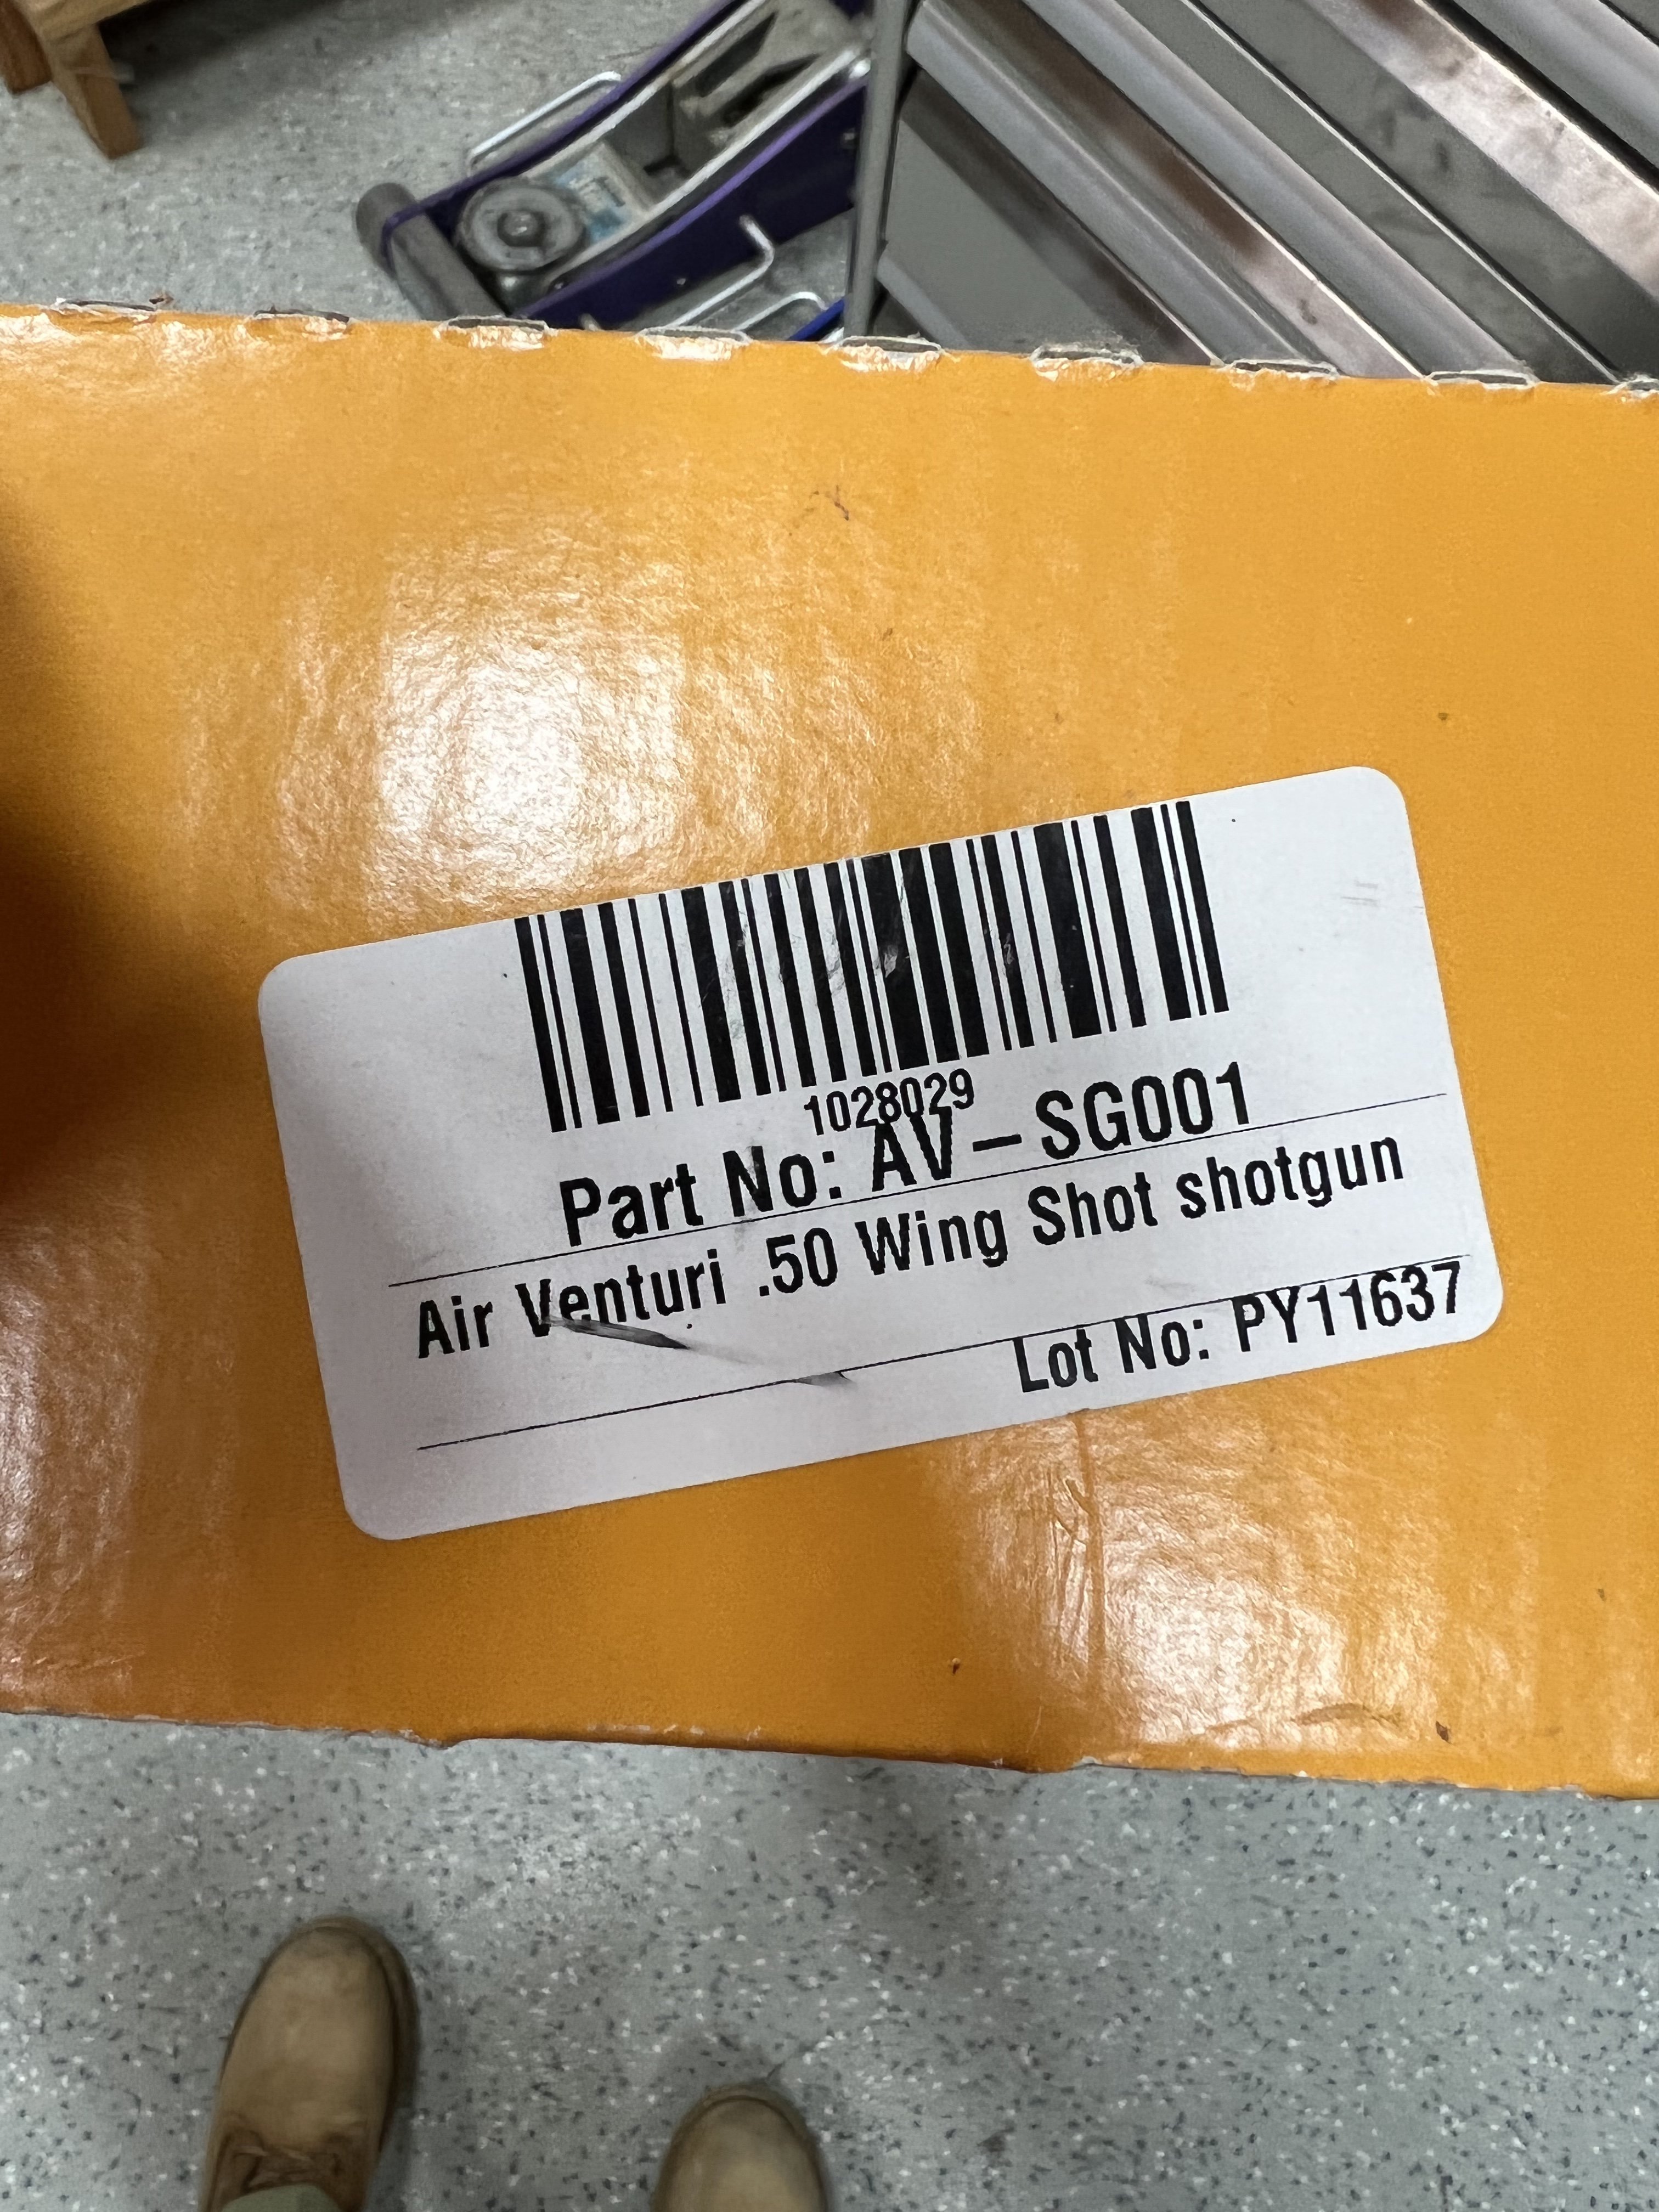 1028029
Part No: AV-SG001
Air Venturi .50 Wing Shot shotgun
Lot No: PY11637